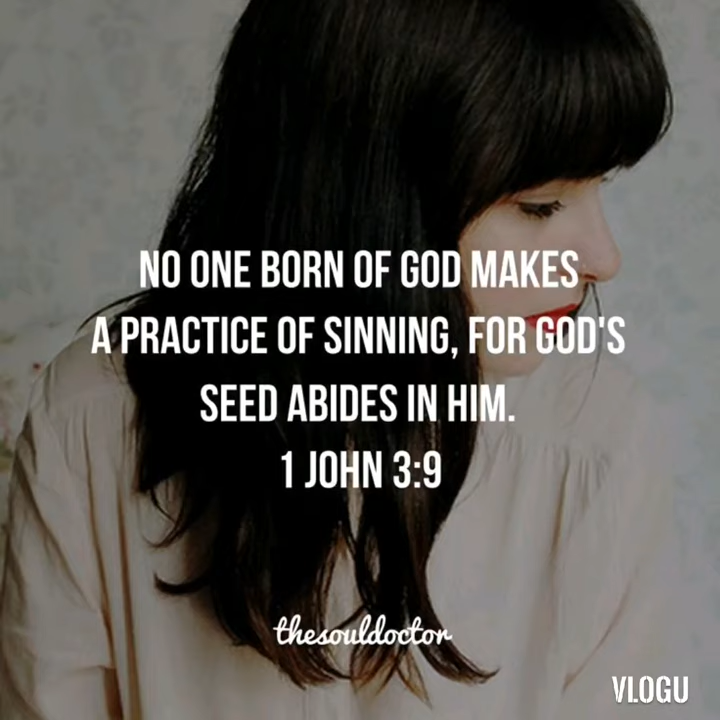 NO ONE BORN OF GOD MAKES
A PRACTICE OF SINNING, FOR GOD'S
SEED ABIDES IN HIM.
1 JOHN 3:9
thesouldoctor
VLOGU